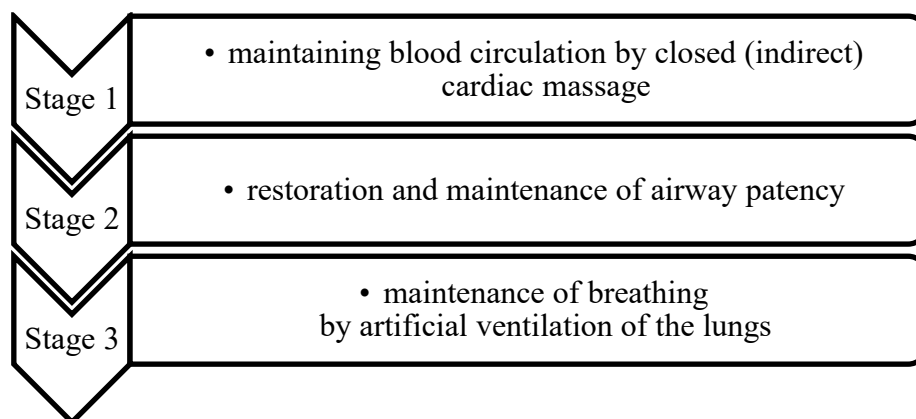 Stage 1
• maintaining blood circulation by closed (indirect)
cardiac massage
Stage 2
• restoration and maintenance of airway patency
Stage 3
• maintenance of breathing
by artificial ventilation of the lungs